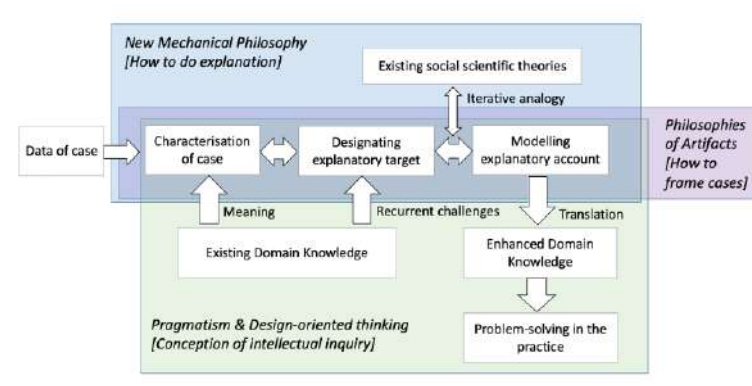 New Mechanical Philosophy
[How to do explanation]
Existing social scientific theories
Iterative analogy
Philosophies
of Artifacts
[How to
frame cases]
Data of case
Characterisation
of case
Designating
explanatory target
Modelling
explanatory account
Meaning
Recurrent challenges
Translation
Existing Domain Knowledge
Enhanced Domain
Knowledge
Pragmatism & Design-oriented thinking
[Conception of intellectual inquiry]
Problem-solving in the
practice